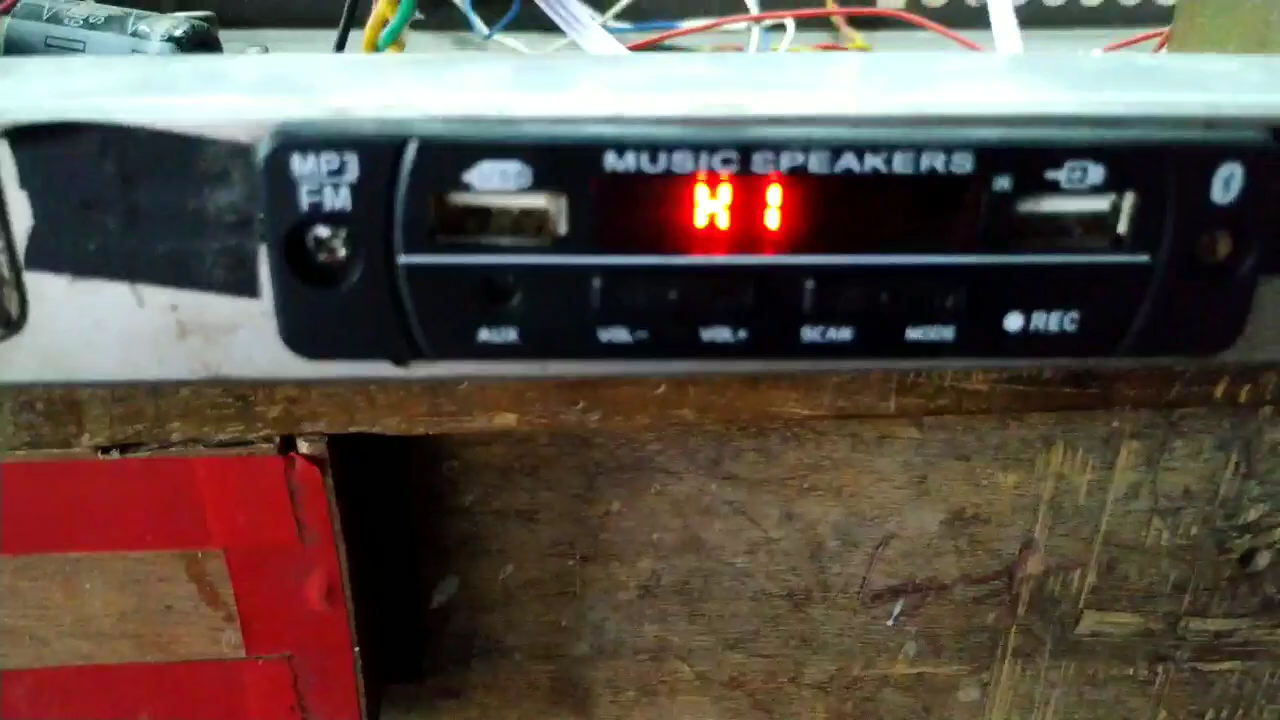 MP3
FM
MUSIC SPEAKERS
HI
AUX
VOL-
VOL+
SCAN
MODE
REC